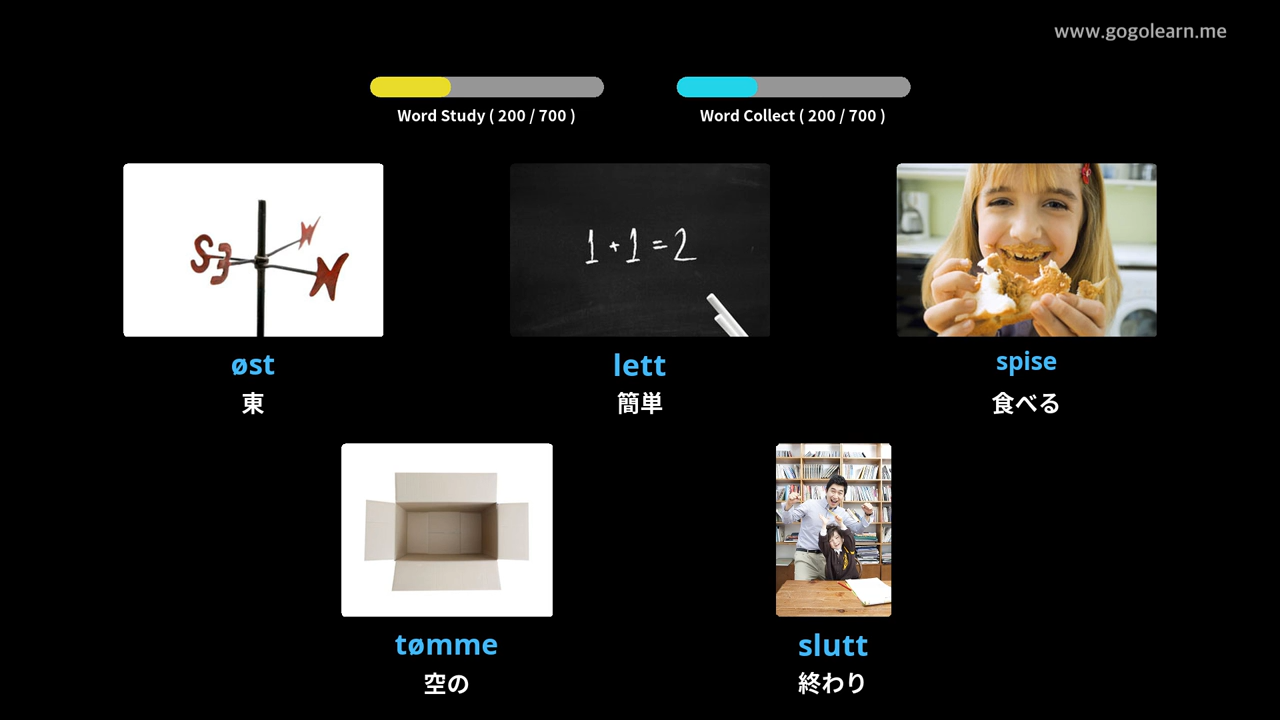 www.gogolearn.me
Word Study ( 200 / 700 )
Word Collect ( 200 / 700 )
S E N N
1 + 1 = 2
øst
lett
spise
東
簡単
食べる
tømme
slutt
空の
終わり